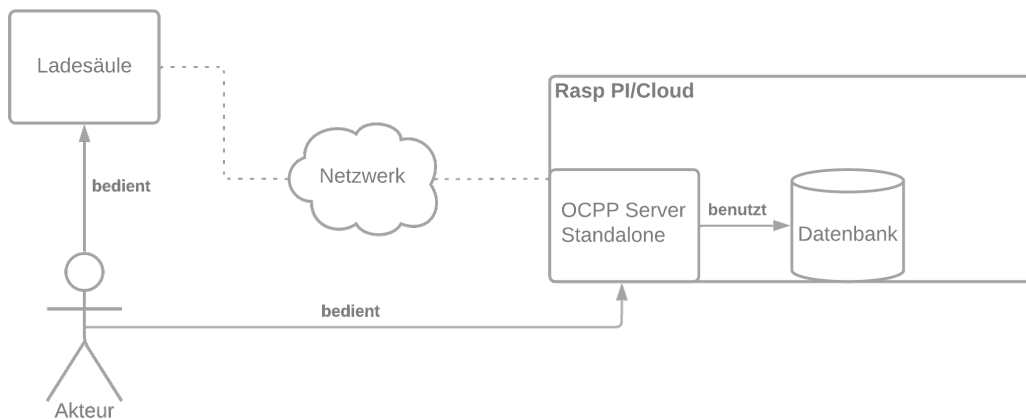 Ladesäule
Rasp PI/Cloud
bedient
Netzwerk
OCPP Server
Standalone
benutzt
Datenbank
bedient
Akteur